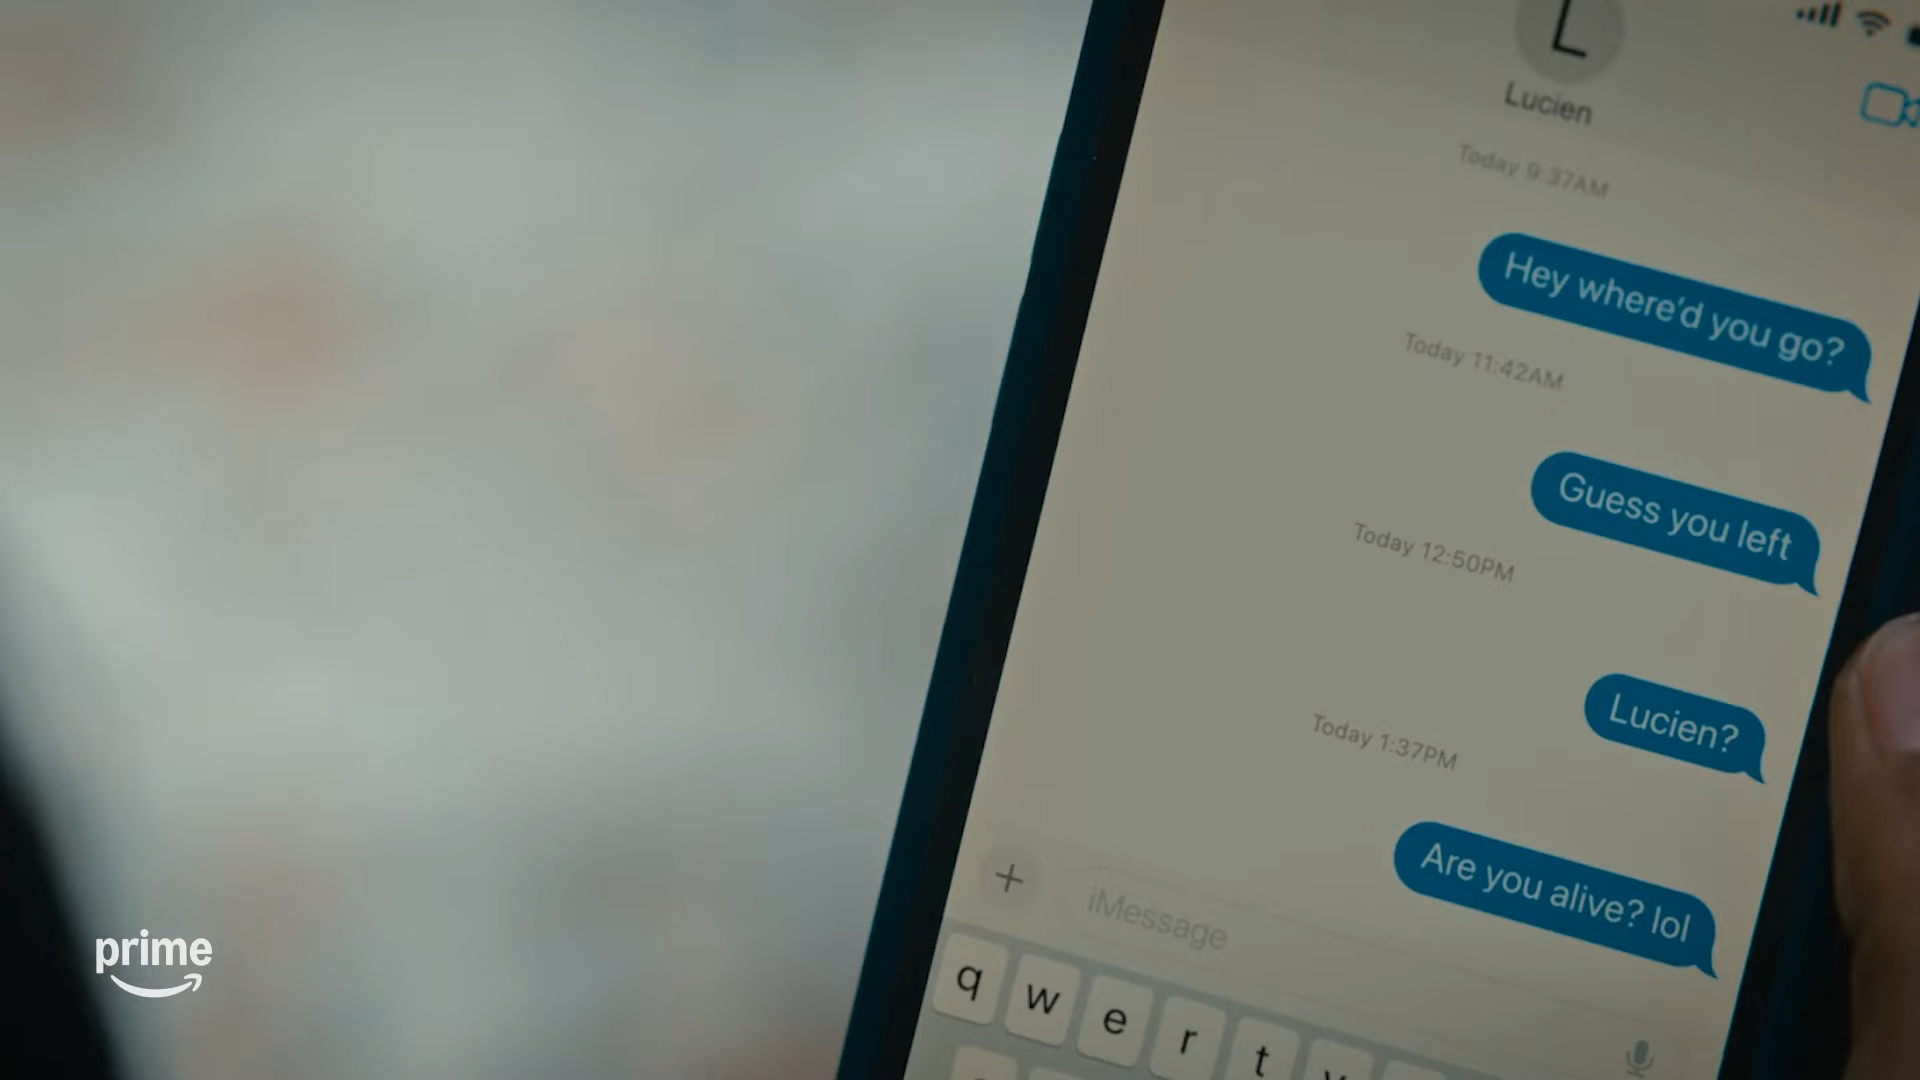 L
Lucien
Today 9:37AM
Hey where'd you go?
Today 11:42AM
Guess you left
Today 12:50PM
Lucien?
Today 1:37PM
Are you alive? lol
iMessage
q w e r t
prime